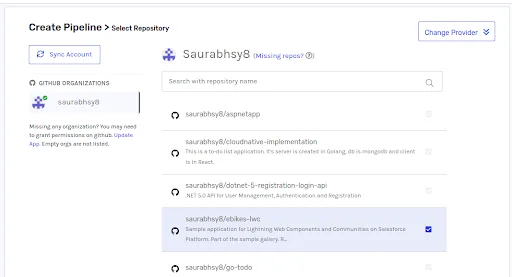 Create Pipeline > Select Repository
Change Provider
Sync Account
Saurabhsy8 (Missing repos? ?)
Search with repository name
GITHUB ORGANIZATIONS
saurabhsy8
Missing any organization? You may need
to grant permissions on github. Update
App. Empty orgs are not listed.
saurabhsy8/aspnetapp
saurabhsy8/cloudnative-implementation
This is a to-do list application. It's server is created in Golang, db is mongodb and client
is in React.
saurabhsy8/dotnet-5-registration-login-api
.NET 5.0 API for User Management, Authentication and Registration
saurabhsy8/ebikes-lwc
Sample application for Lightning Web Components and Communities on Salesforce
Platform. Part of the sample gallery. R...
saurabhsy8/go-todo